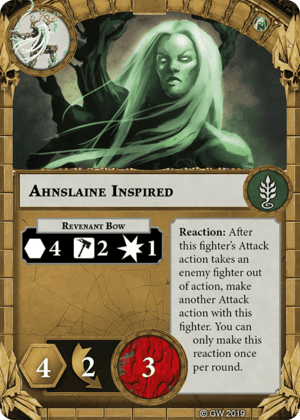 Ahnslaine Inspired
Revenant Bow
4 2 1
Reaction: After
this fighter's Attack
action takes an
enemy fighter out
of action, make
another Attack
action with this
fighter. You can
only make this
reaction once
per round.
4 2 3
© GW 2019